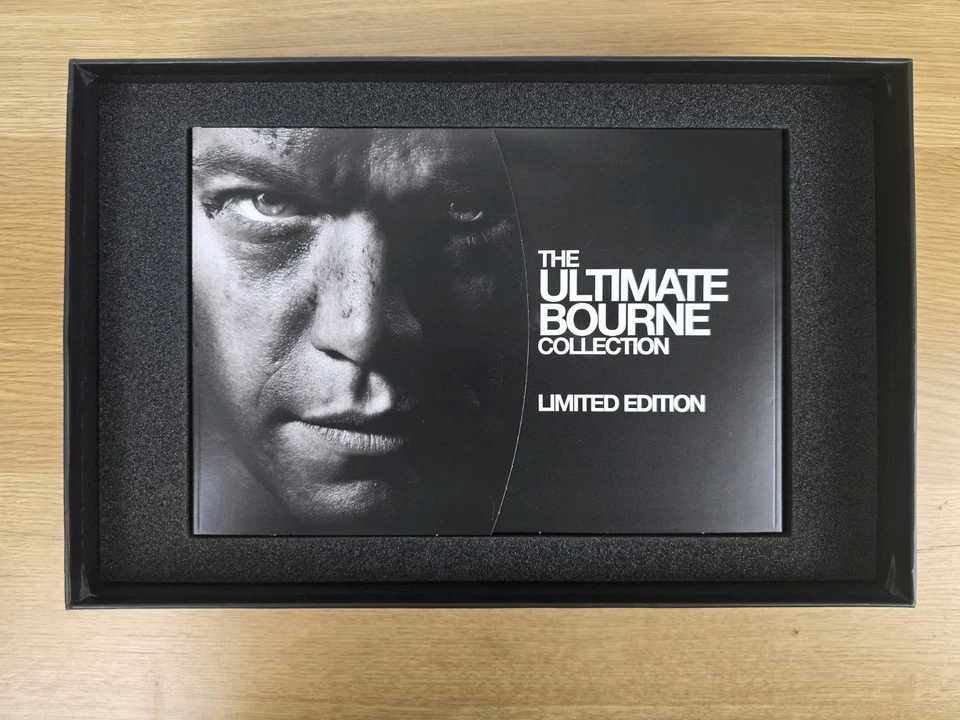 THE
ULTIMATE
BOURNE
COLLECTION
LIMITED EDITION